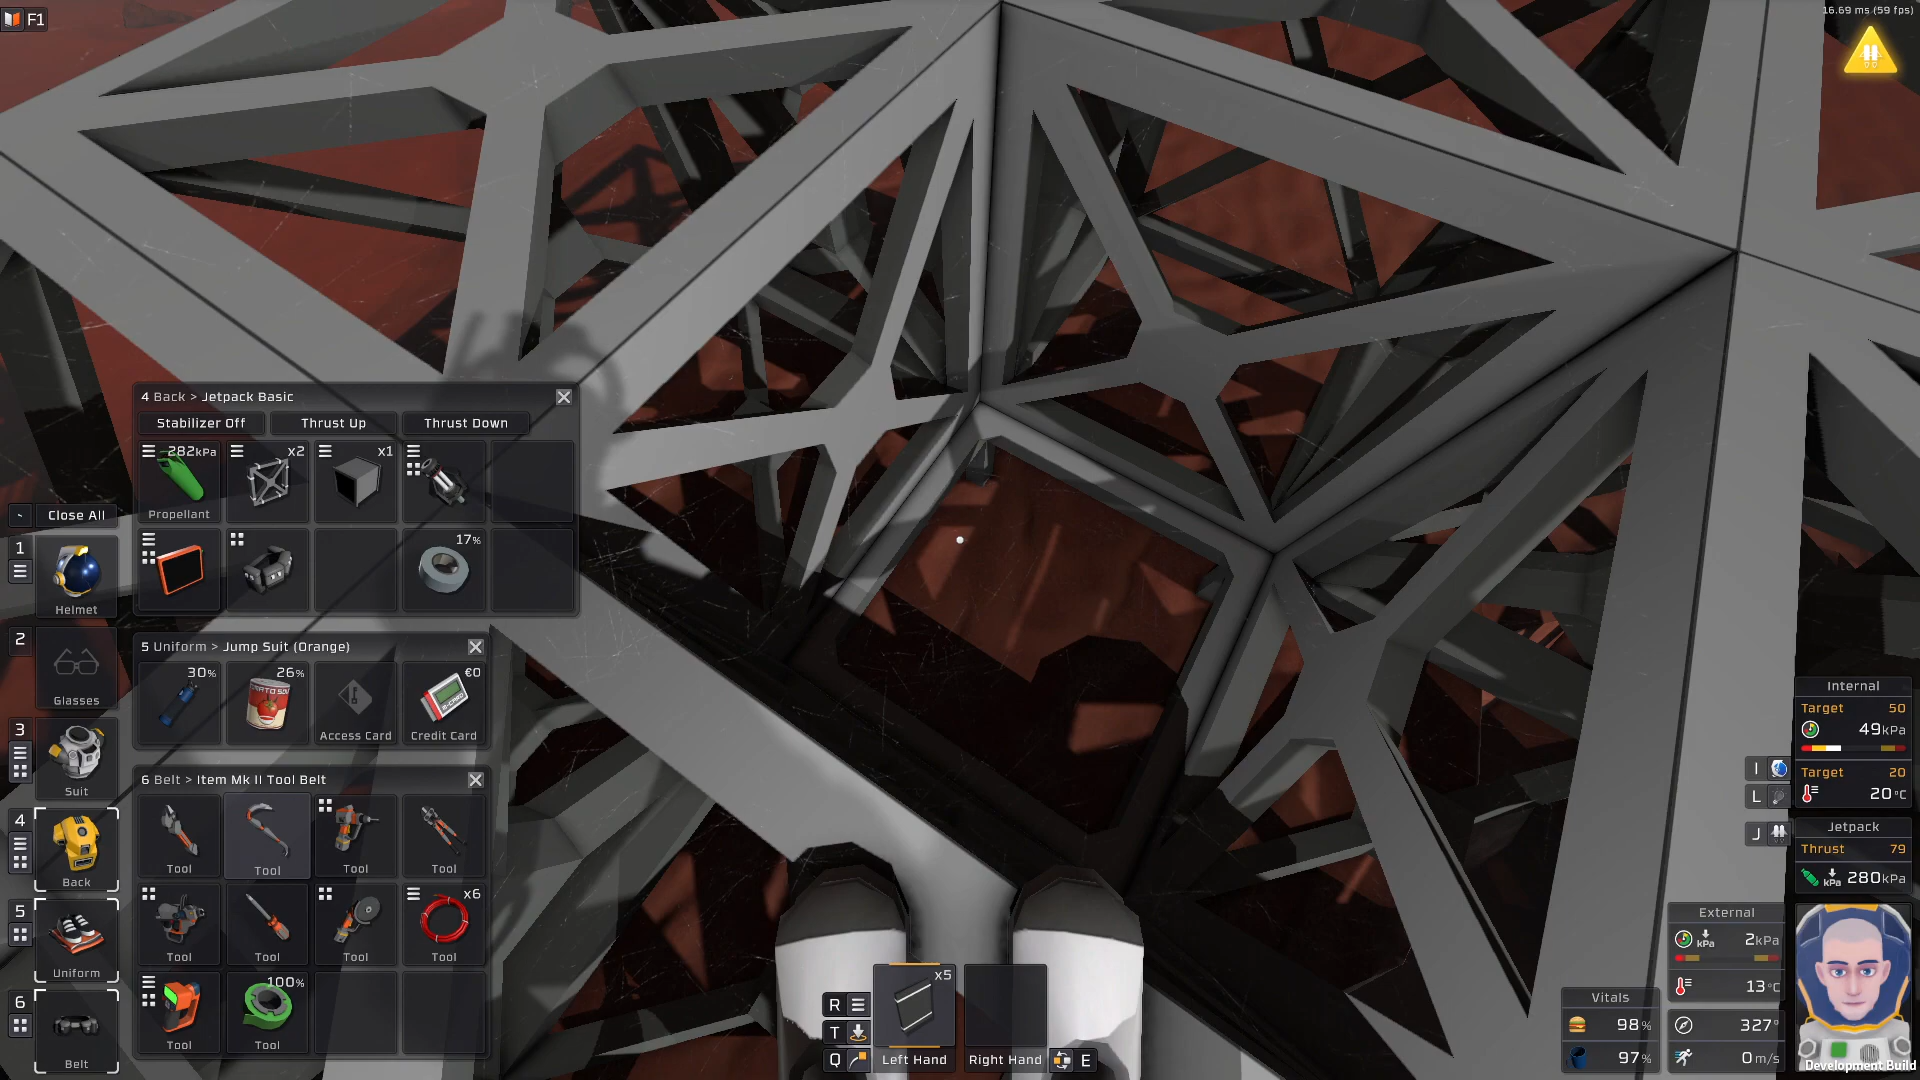 F1
16.69 ms (59 fps)
4 Back > Jetpack Basic
Stabilizer Off
Thrust Up
Thrust Down
282kPa
x2
x1
Propellant
17%
~ Close All
1
Helmet
2
Glasses
3
Suit
4
Back
5
Uniform
6
Belt
5 Uniform > Jump Suit (Orange)
30%
26%
€0
Access Card
Credit Card
6 Belt > Item Mk II Tool Belt
Tool
Tool
Tool
Tool
x6
Tool
Tool
Tool
Tool
100%
Tool
Tool
R
T
Q
x5
Left Hand
Right Hand
E
Internal
Target 50
49kPa
Target 20
20°C
I
L
J
Jetpack
Thrust 79
kPa 280kPa
External
kPa 2kPa
13°C
327°
0m/s
Vitals
98%
97%
Development Build